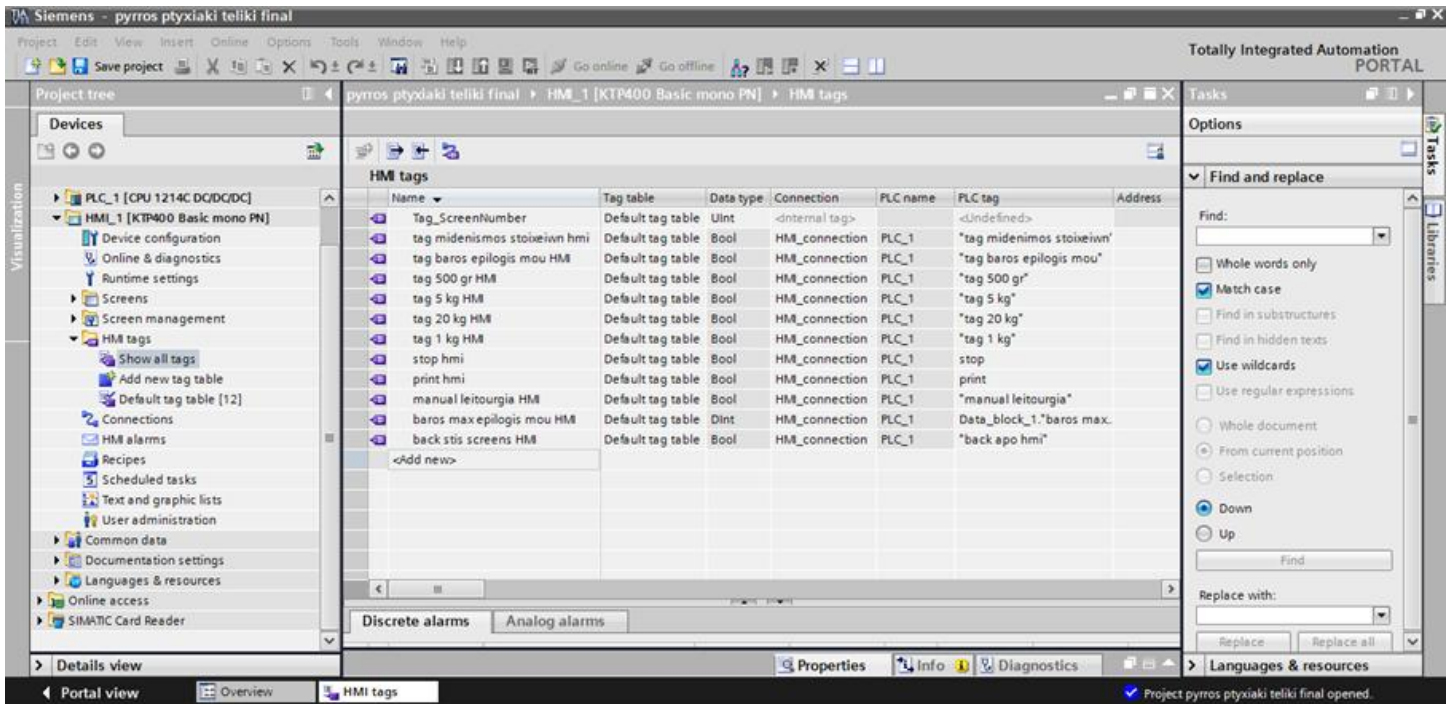 Siemens - pyrros ptyxiaki teliki final
Project Edit View Insert Online Options Tools Window Help
Totally Integrated Automation
PORTAL
Save project Go online Go offline
Project tree
pyrros ptyxiaki teliki final HMI_1 [KTP400 Basic mono PN] HMI tags
Tasks
Devices
Options
Visualization
Tasks
Libraries
PLC_1 [CPU 1214C DC/DC/DC]
HMI_1 [KTP400 Basic mono PN]
Device configuration
Online & diagnostics
Runtime settings
Screens
Screen management
HMI tags
Show all tags
Add new tag table
Default tag table [12]
Connections
HMI alarms
Recipes
Scheduled tasks
Text and graphic lists
User administration
Common data
Documentation settings
Languages & resources
Online access
SIMATIC Card Reader
Details view
HMI tags
Name Tag table Data type Connection PLC name PLC tag Address
Tag_ScreenNumber Default tag table UInt <Internal tag> <Undefined>
tag midenismos stoixeiwn hmi Default tag table Bool HMI_connection PLC_1 "tag midenimos stoixeiwn"
tag baros epilogis mou HMI Default tag table Bool HMI_connection PLC_1 "tag baros epilogis mou"
tag 500 gr HMI Default tag table Bool HMI_connection PLC_1 "tag 500 gr"
tag 5 kg HMI Default tag table Bool HMI_connection PLC_1 "tag 5 kg"
tag 20 kg HMI Default tag table Bool HMI_connection PLC_1 "tag 20 kg"
tag 1 kg HMI Default tag table Bool HMI_connection PLC_1 "tag 1 kg"
stop hmi Default tag table Bool HMI_connection PLC_1 stop
print hmi Default tag table Bool HMI_connection PLC_1 print
manual leitourgia HMI Default tag table Bool HMI_connection PLC_1 "manual leitourgia"
baros max epilogis mou HMI Default tag table DInt HMI_connection PLC_1 Data_block_1."baros max..
back stis screens HMI Default tag table Bool HMI_connection PLC_1 "back apo hmi"
<Add new>
Discrete alarms Analog alarms
Properties Info Diagnostics
Find and replace
Find:
Whole words only
Match case
Find in substructures
Find in hidden texts
Use wildcards
Use regular expressions
Whole document
From current position
Selection
Down
Up
Find
Replace with:
Replace Replace all
Languages & resources
Portal view Overview HMI tags
Project pyrros ptyxiaki teliki final opened.